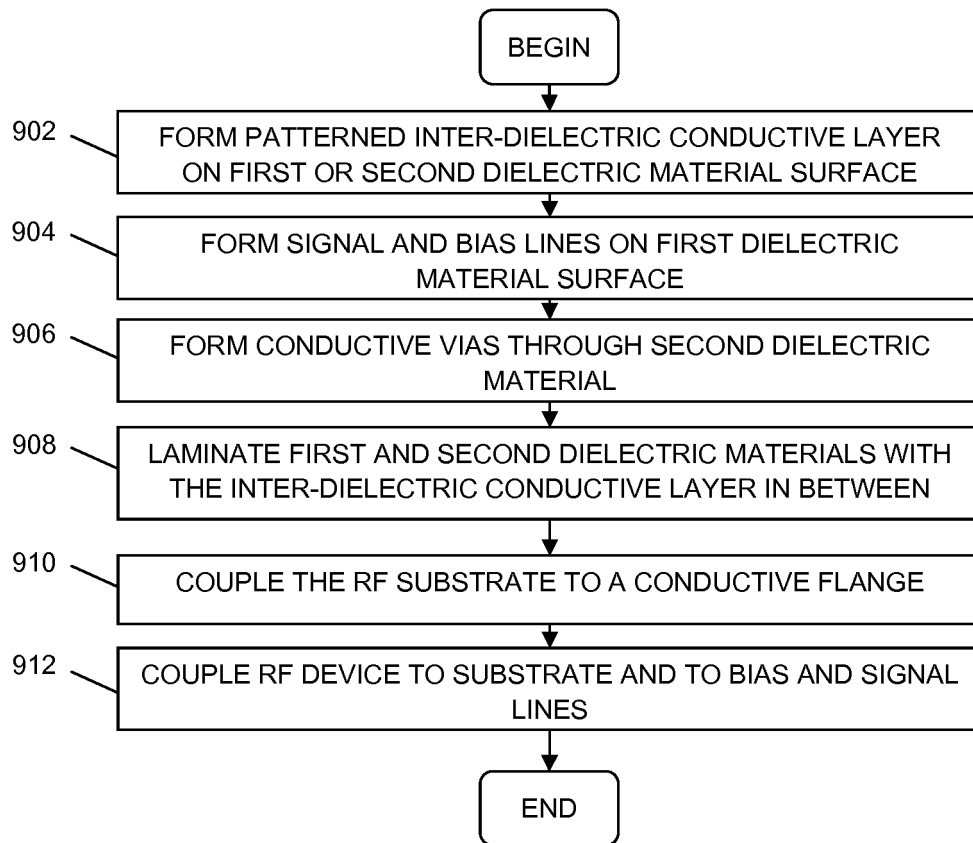 BEGIN
902
FORM PATTERNED INTER-DIELECTRIC CONDUCTIVE LAYER
ON FIRST OR SECOND DIELECTRIC MATERIAL SURFACE
904
FORM SIGNAL AND BIAS LINES ON FIRST DIELECTRIC
MATERIAL SURFACE
906
FORM CONDUCTIVE VIAS THROUGH SECOND DIELECTRIC
MATERIAL
908
LAMINATE FIRST AND SECOND DIELECTRIC MATERIALS WITH
THE INTER-DIELECTRIC CONDUCTIVE LAYER IN BETWEEN
910
COUPLE THE RF SUBSTRATE TO A CONDUCTIVE FLANGE
912
COUPLE RF DEVICE TO SUBSTRATE AND TO BIAS AND SIGNAL
LINES
END